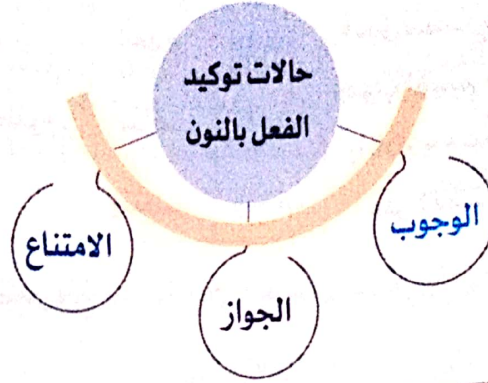 حالات توكيد
الفعل بالنون
الوجوب
الجواز
الامتناع